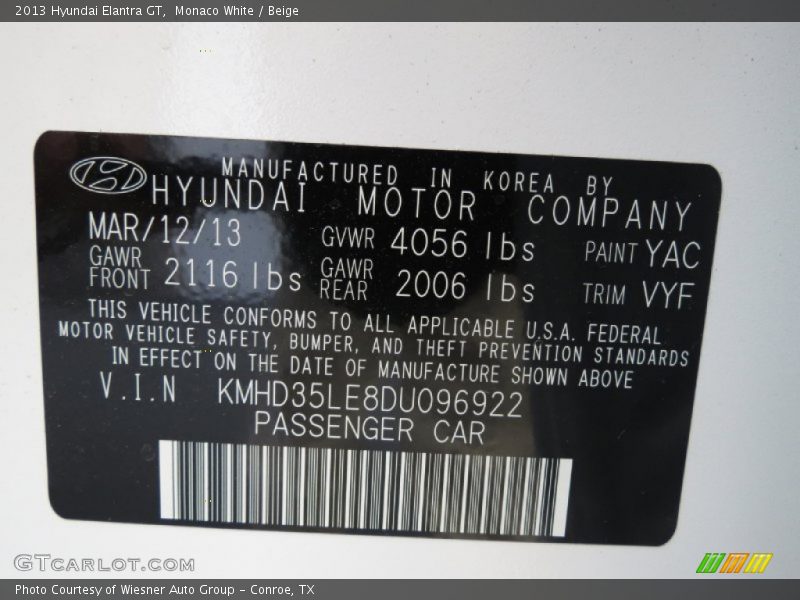 2013 Hyundai Elantra GT, Monaco White / Beige
MANUFACTURED IN KOREA BY
HYUNDAI MOTOR COMPANY
MAR/12/13 GVWR 4056 lbs PAINT YAC
GAWR FRONT 2116 lbs GAWR REAR 2006 lbs TRIM VYF
THIS VEHICLE CONFORMS TO ALL APPLICABLE U.S.A. FEDERAL
MOTOR VEHICLE SAFETY, BUMPER, AND THEFT PREVENTION STANDARDS
IN EFFECT ON THE DATE OF MANUFACTURE SHOWN ABOVE
V.I.N KMHD35LE8DU096922
PASSENGER CAR
GTCARLOT.COM
Photo Courtesy of Wiesner Auto Group - Conroe, TX